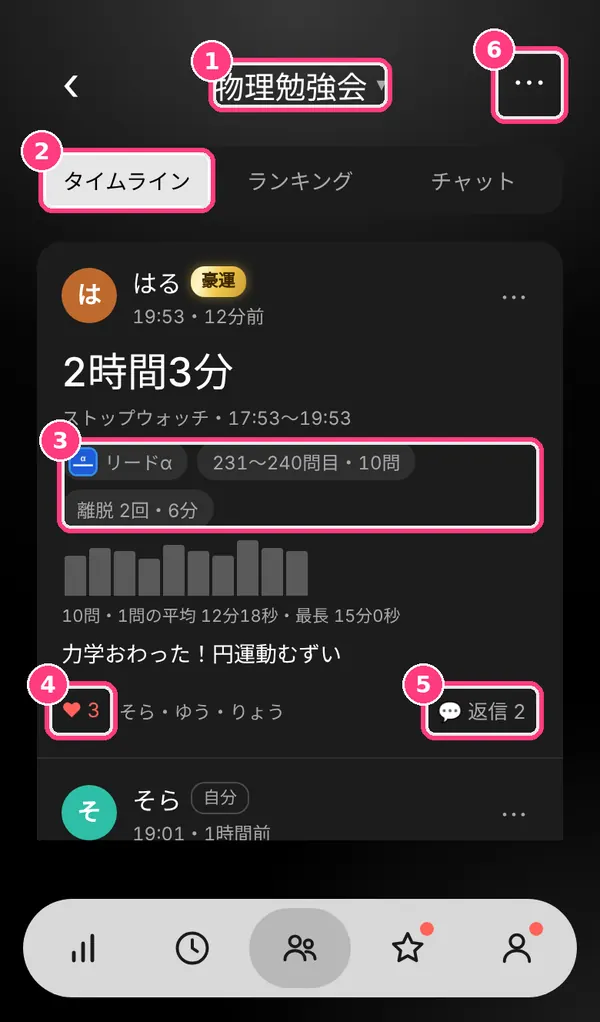 1
6
物理勉強会 ▼
2
タイムライン ランキング チャット
は はる 豪運
19:53・12分前
2時間3分
ストップウォッチ・17:53〜19:53
3
α リードα 231〜240問目・10問
離脱 2回・6分
10問・1問の平均 12分18秒・最長 15分0秒
力学おわった！円運動むずい
4
5
3 そら・ゆう・りょう 返信 2
そ そら 自分
19:01・1時間前